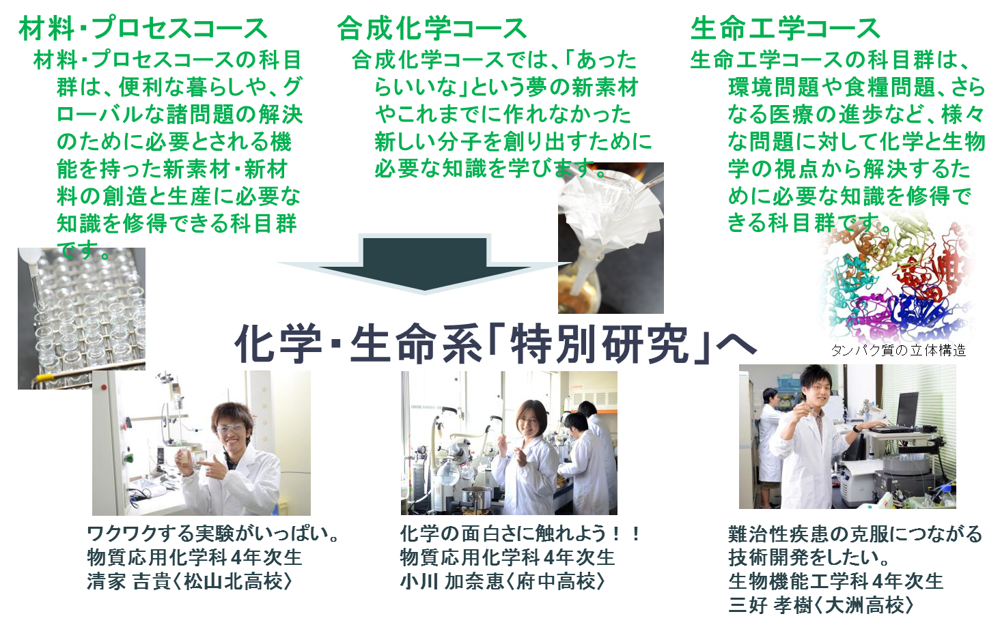 材料・プロセスコース
材料・プロセスコースの科目
群は、便利な暮らしや、グ
ローバルな諸問題の解決
のために必要とされる機
能を持った新素材・新材
料の創造と生産に必要な
知識を修得できる科目群
です。
合成化学コース
合成化学コースでは、「あった
らいいな」という夢の新素材
やこれまでに作れなかった
新しい分子を創り出すために
必要な知識を学びます。
生命工学コース
生命工学コースの科目群は、
環境問題や食糧問題、さら
なる医療の進歩など、様々
な問題に対して化学と生物
学の視点から解決するた
めに必要な知識を修得で
きる科目群です。
タンパク質の立体構造
化学・生命系「特別研究」へ
ワクワクする実験がいっぱい。
物質応用化学科 4年次生
清家 吉貴〈松山北高校〉
化学の面白さに触れよう！！
物質応用化学科 4年次生
小川 加奈恵〈府中高校〉
難治性疾患の克服につながる
技術開発をしたい。
生物機能工学科 4年次生
三好 孝樹〈大洲高校〉